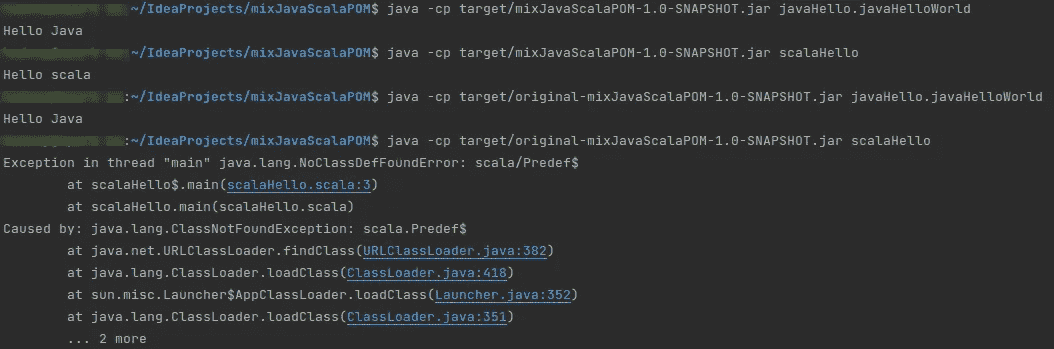 :~/IdeaProjects/mixJavaScalaPOM$ java -cp target/mixJavaScalaPOM-1.0-SNAPSHOT.jar javaHello.javaHelloWorld
Hello Java
:~/IdeaProjects/mixJavaScalaPOM$ java -cp target/mixJavaScalaPOM-1.0-SNAPSHOT.jar scalaHello
Hello scala
:~/IdeaProjects/mixJavaScalaPOM$ java -cp target/original-mixJavaScalaPOM-1.0-SNAPSHOT.jar javaHello.javaHelloWorld
Hello Java
:~/IdeaProjects/mixJavaScalaPOM$ java -cp target/original-mixJavaScalaPOM-1.0-SNAPSHOT.jar scalaHello
Exception in thread "main" java.lang.NoClassDefFoundError: scala/Predef$
at scalaHello$.main(scalaHello.scala:3)
at scalaHello.main(scalaHello.scala)
Caused by: java.lang.ClassNotFoundException: scala.Predef$
at java.net.URLClassLoader.findClass(URLClassLoader.java:382)
at java.lang.ClassLoader.loadClass(ClassLoader.java:418)
at sun.misc.Launcher$AppClassLoader.loadClass(Launcher.java:352)
at java.lang.ClassLoader.loadClass(ClassLoader.java:351)
... 2 more